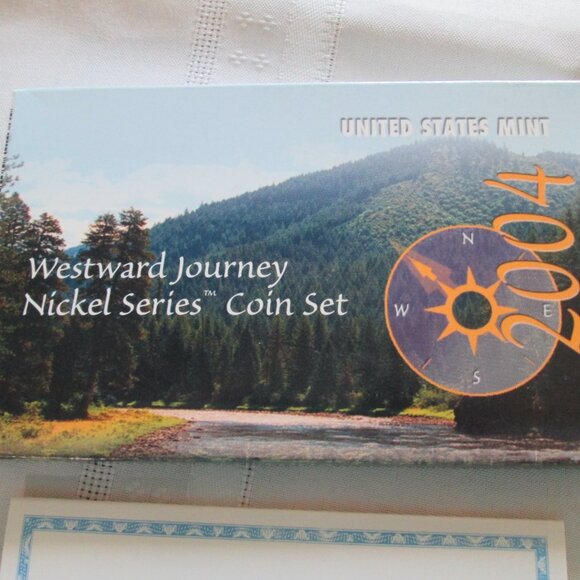 UNITED STATES MINT
2004
Westward Journey
Nickel Series™ Coin Set
N
W
E
S